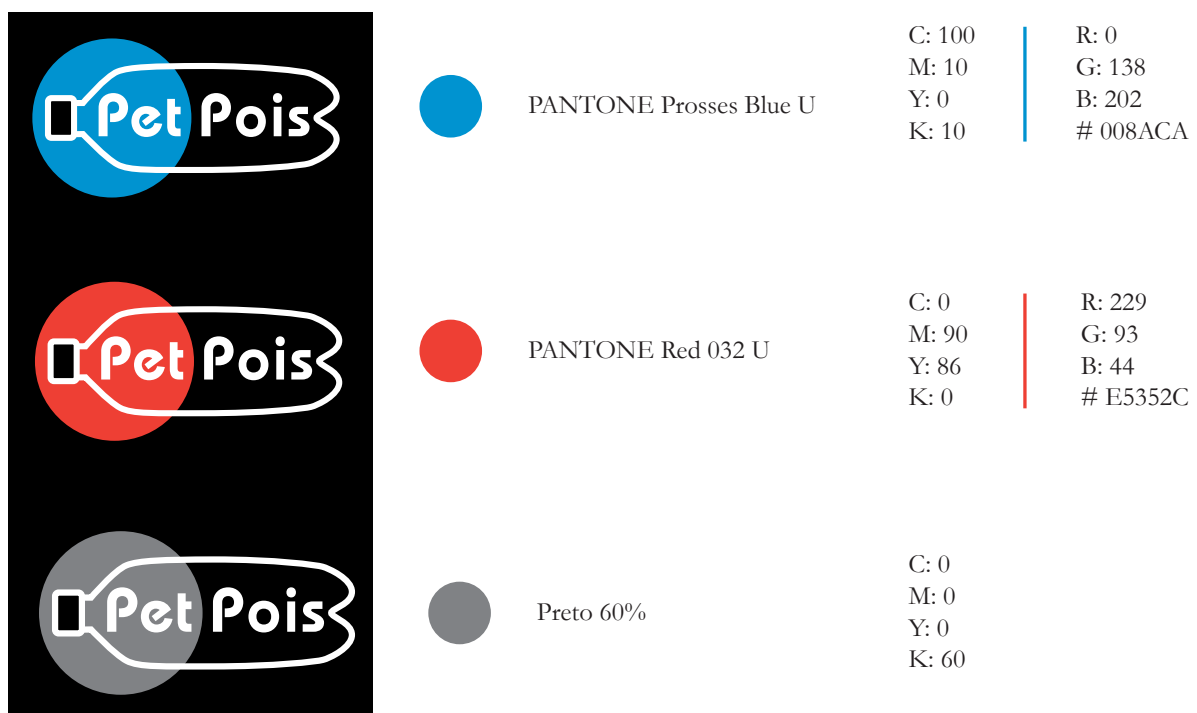 Pet Pois
PANTONE Prosses Blue U
C: 100
M: 10
Y: 0
K: 10
R: 0
G: 138
B: 202
# 008ACA
Pet Pois
PANTONE Red 032 U
C: 0
M: 90
Y: 86
K: 0
R: 229
G: 93
B: 44
# E5352C
Pet Pois
Preto 60%
C: 0
M: 0
Y: 0
K: 60